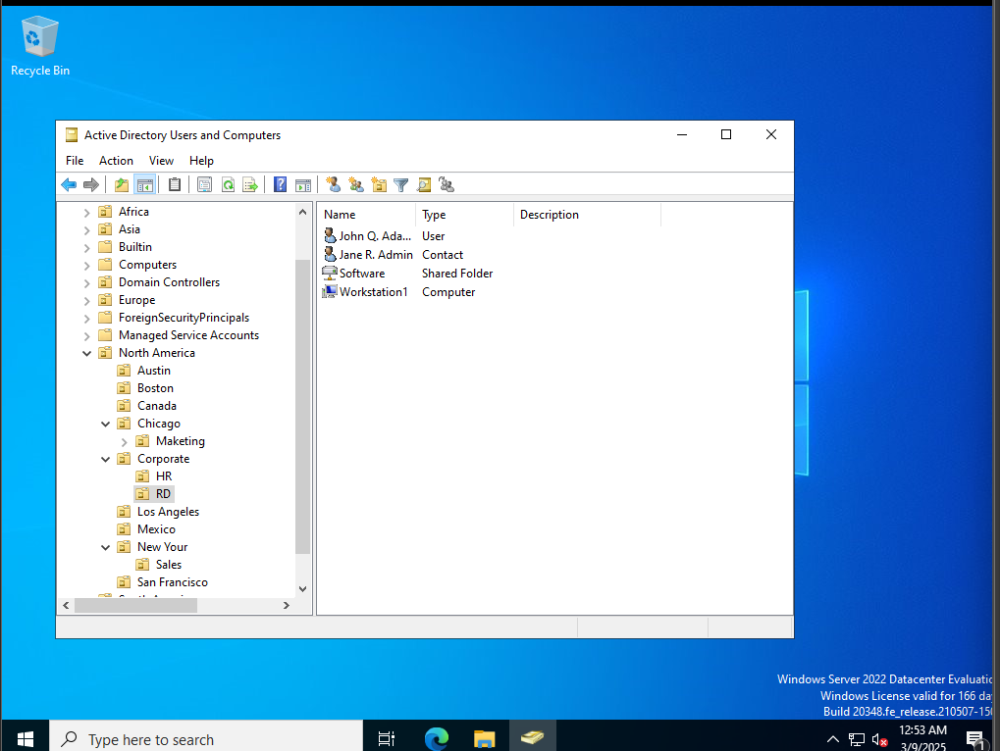 Recycle Bin
Active Directory Users and Computers
File Action View Help
Name Type Description
Africa
Asia
Builtin
Computers
Domain Controllers
Europe
ForeignSecurityPrincipals
Managed Service Accounts
North America
Austin
Boston
Canada
Chicago
Maketing
Corporate
HR
RD
Los Angeles
Mexico
New Your
Sales
San Francisco
John Q. Ada... User
Jane R. Admin Contact
Software Shared Folder
Workstation1 Computer
Windows Server 2022 Datacenter Evaluatio
Windows License valid for 166 da
Build 20348.fe_release.210507-150
Type here to search
12:53 AM
3/9/2025
1